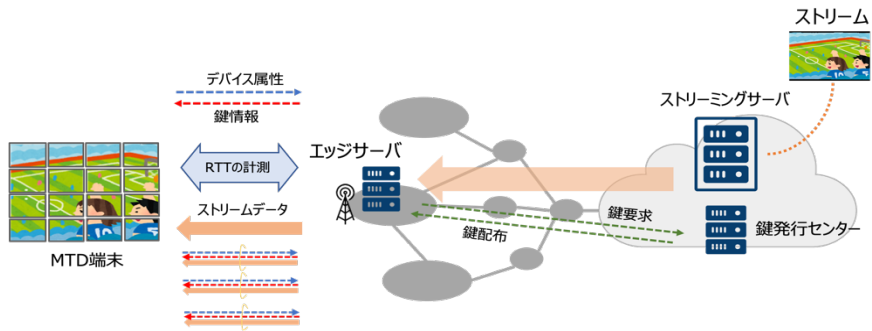 ストリーム
デバイス属性
鍵情報
ストリーミングサーバ
エッジサーバ
RTTの計測
ストリームデータ
鍵要求
鍵配布
鍵発行センター
MTD端末